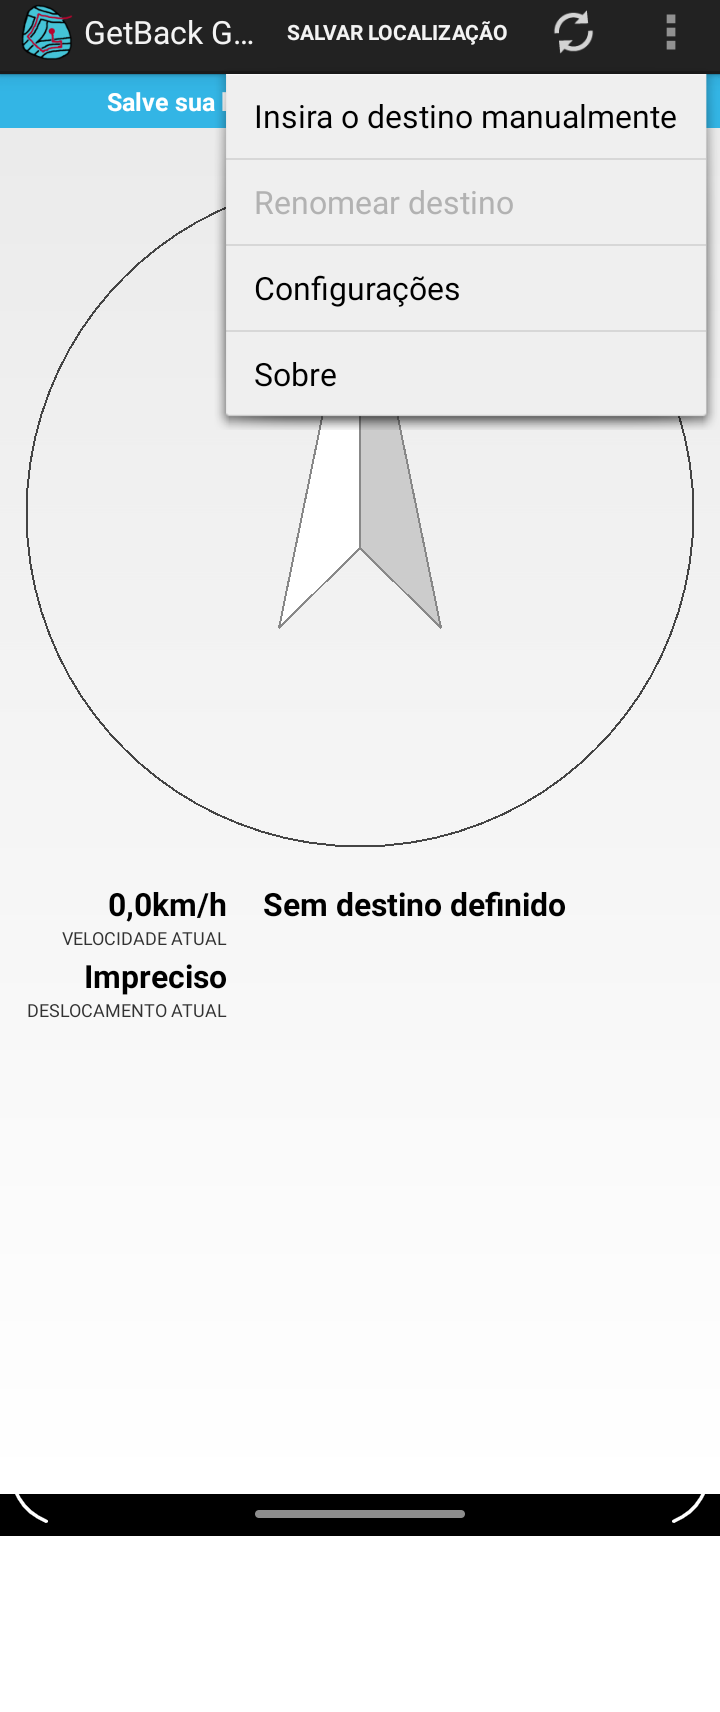 GetBack G... SALVAR LOCALIZAÇÃO
Salve sua
Insira o destino manualmente
Renomear destino
Configurações
Sobre
0,0km/h
VELOCIDADE ATUAL
Sem destino definido
Impreciso
DESLOCAMENTO ATUAL